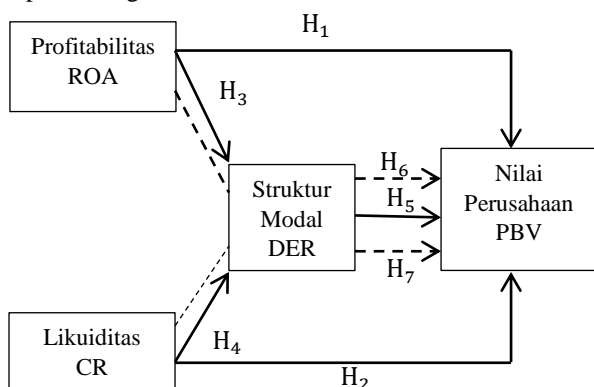 H₁
Profitabilitas
ROA
H₃
H₆
Struktur
Modal
DER
H₅
Nilai
Perusahaan
PBV
H₇
Likuiditas
CR
H₄
H₂